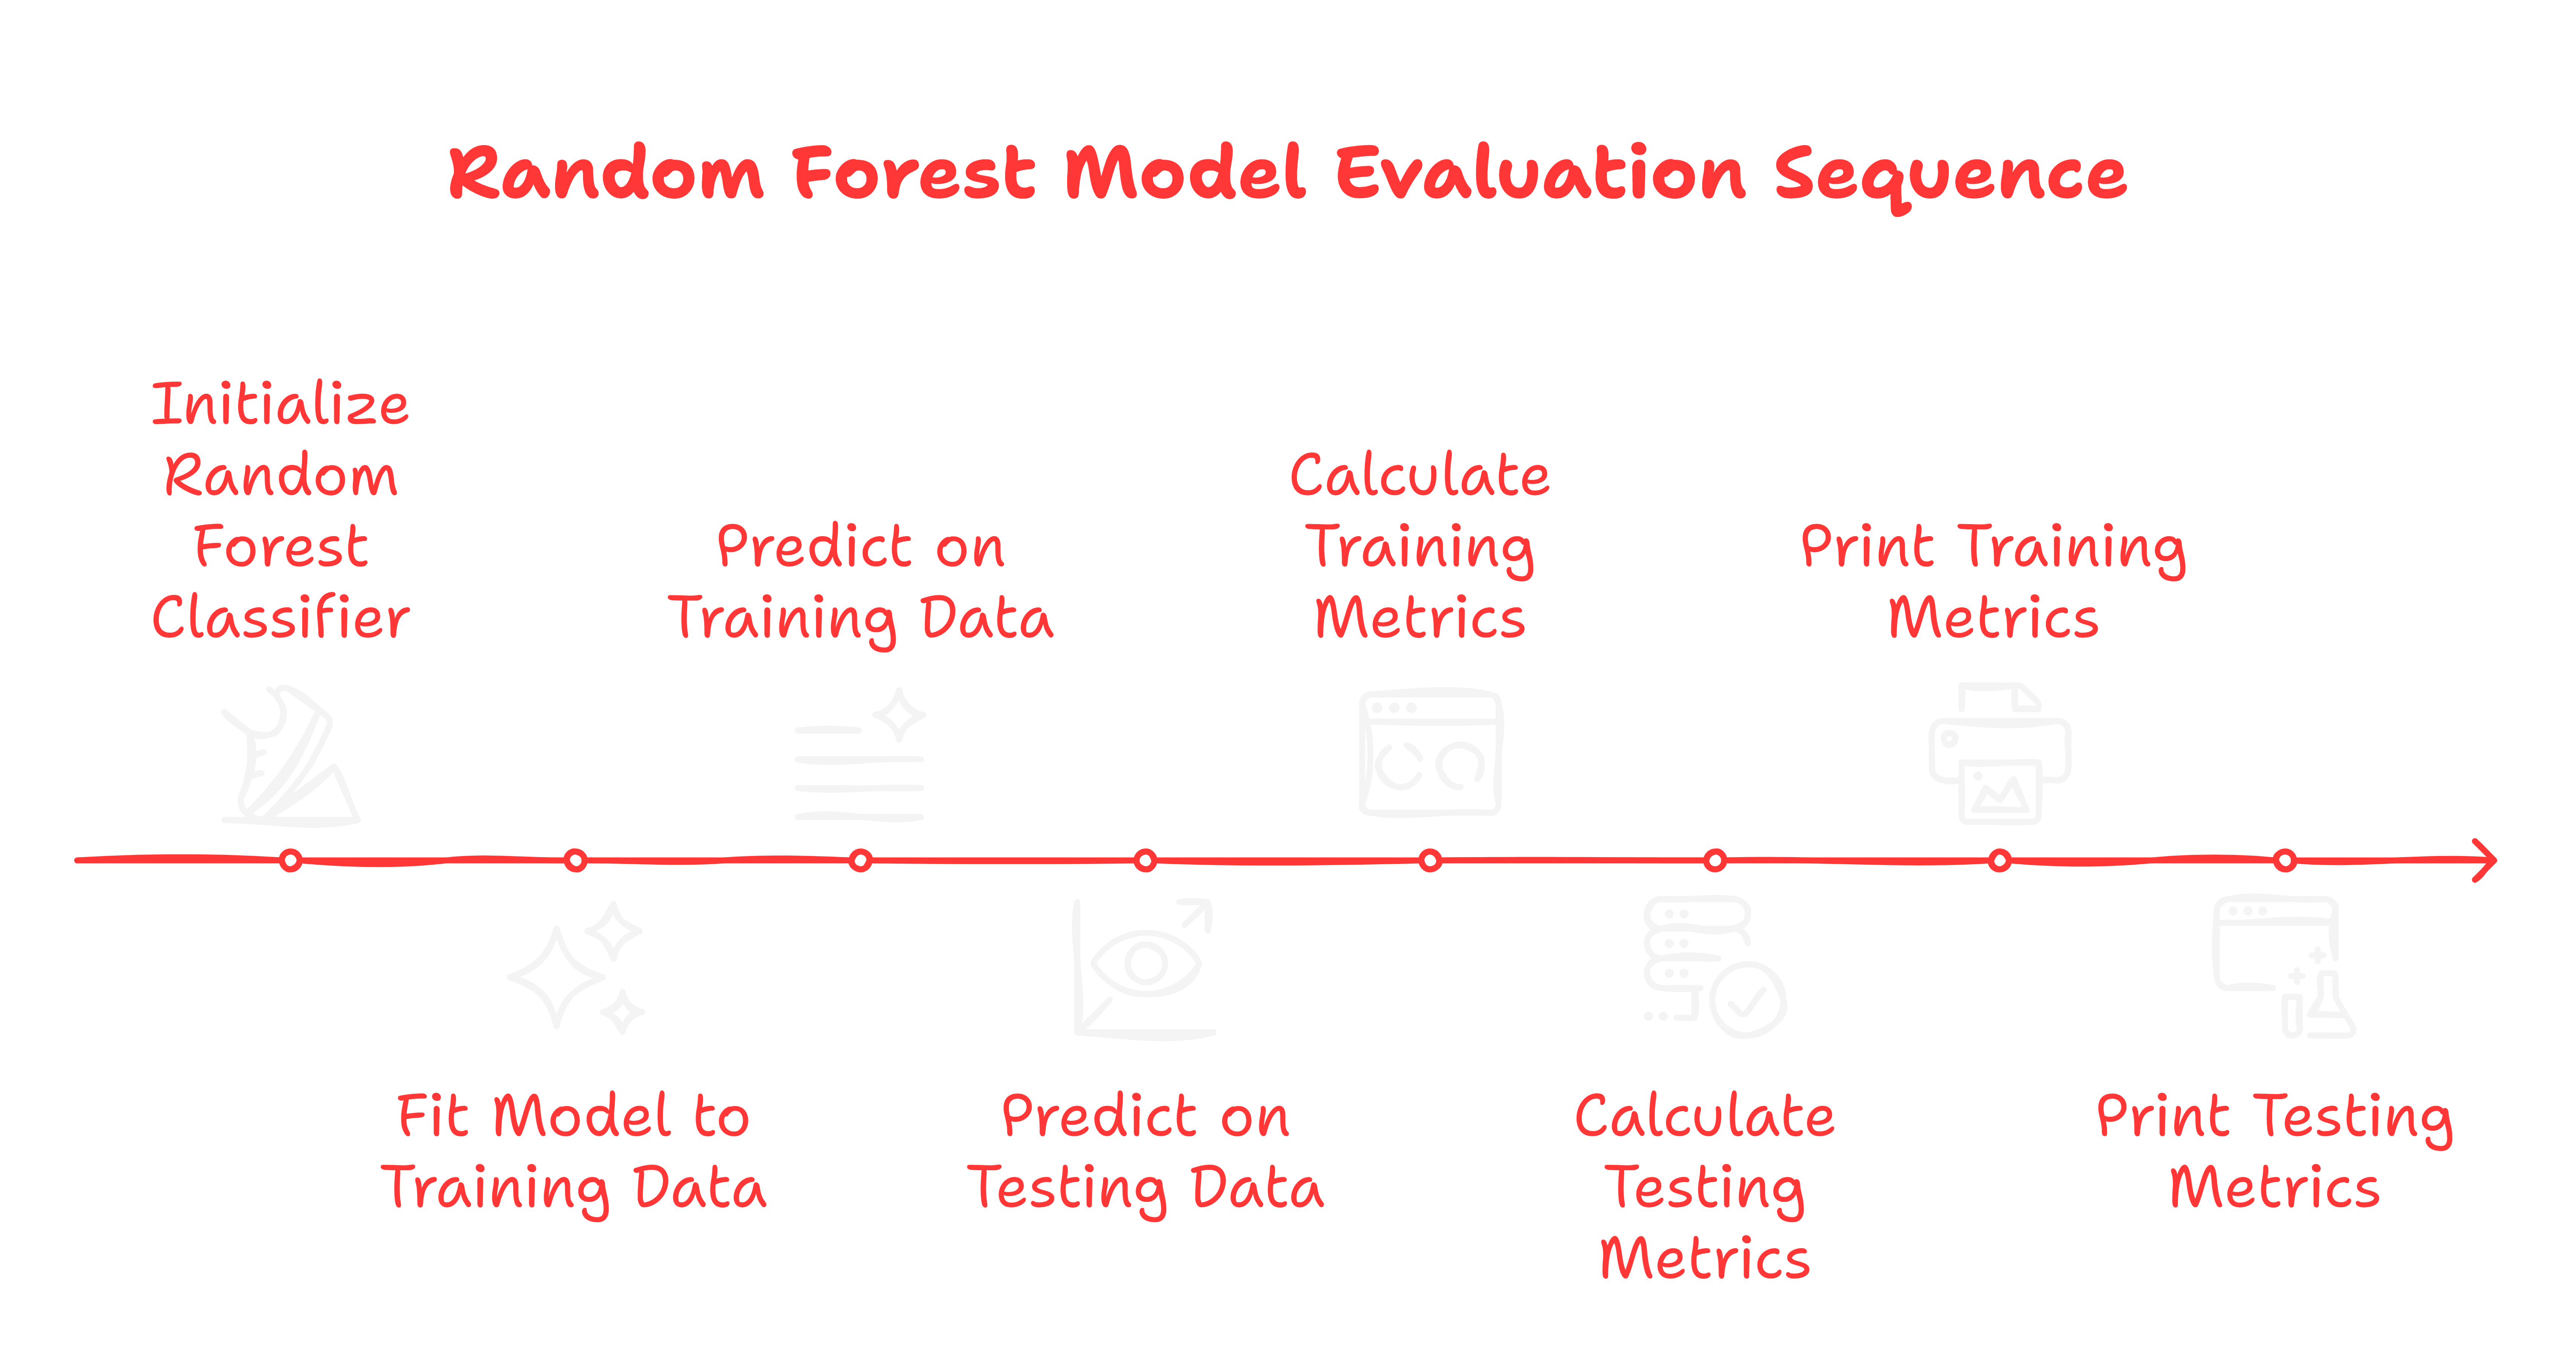 Random Forest Model Evaluation Sequence
Initialize
Random
Forest
Classifier
Fit Model to
Training Data
Predict on
Training Data
Predict on
Testing Data
Calculate
Training
Metrics
Calculate
Testing
Metrics
Print Training
Metrics
Print Testing
Metrics